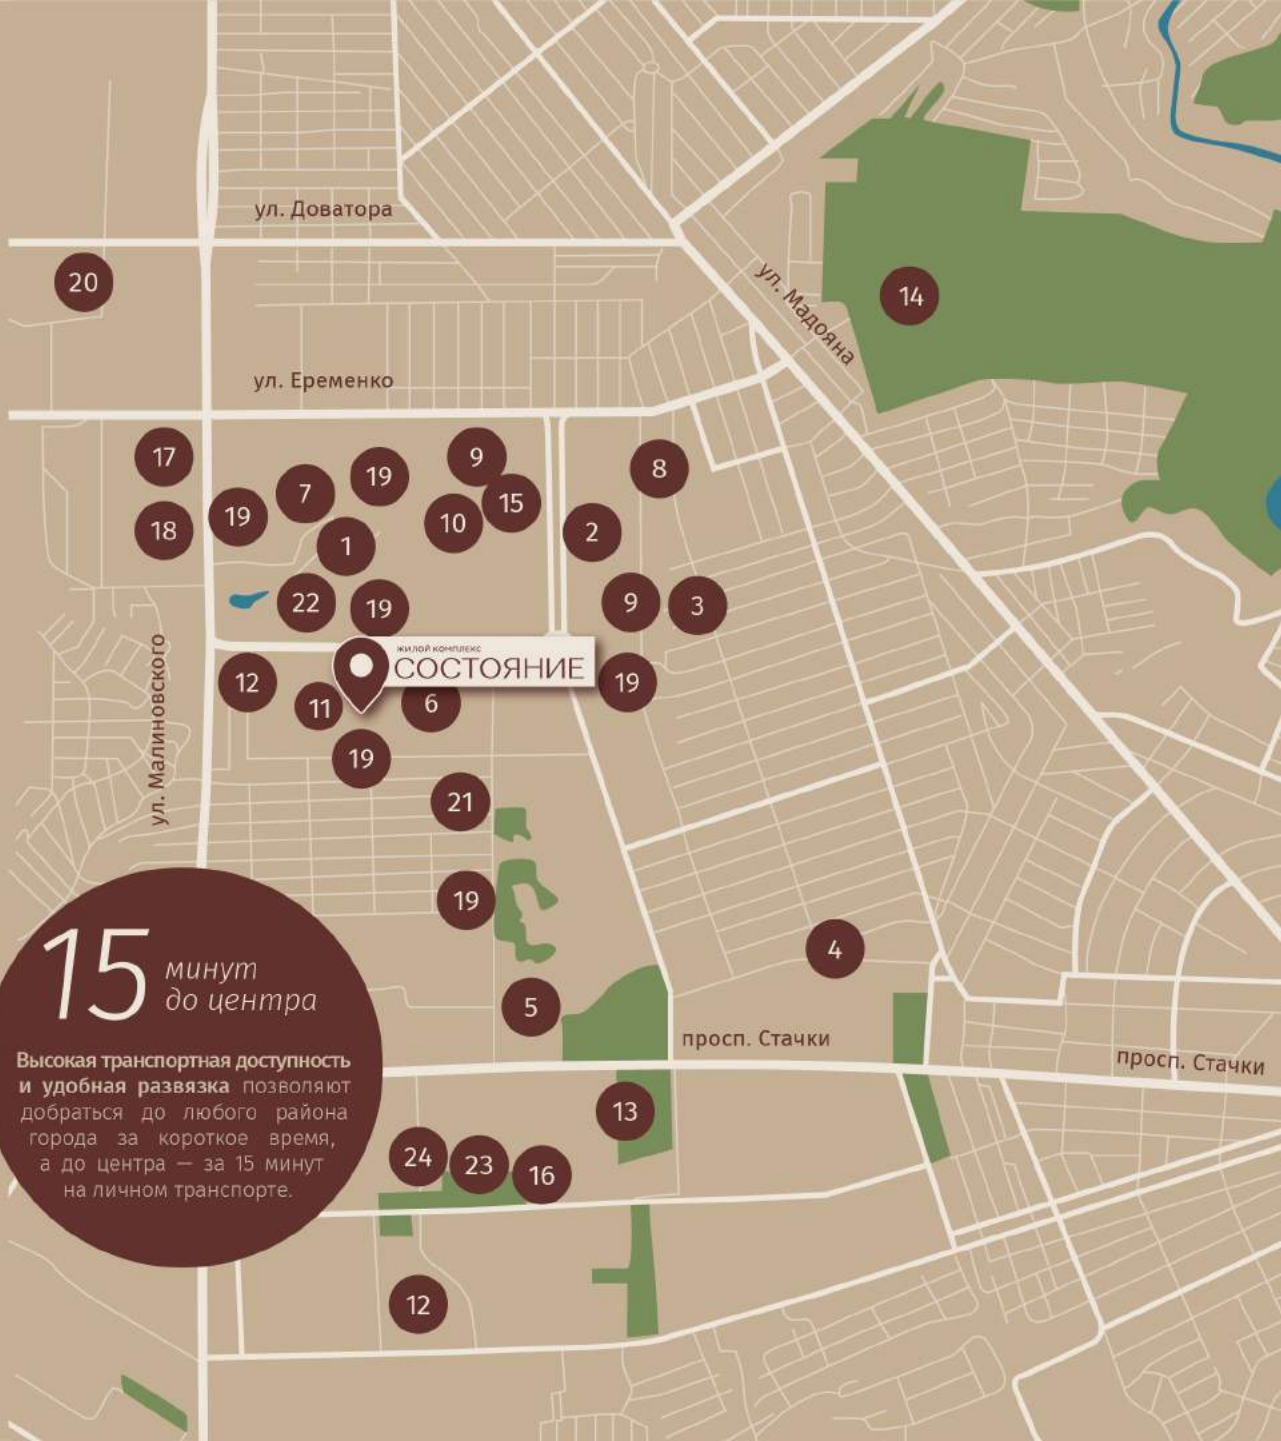 ул. Доватора
20
14
ул. Мадояна
ул. Еременко
17
19
9
8
7
15
19
18
10
2
1
22
19
9
3
ЖИЛОЙ КОМПЛЕКС
СОСТОЯНИЕ
12
11
6
19
ул. Малиновского
19
21
19
4
5
просп. Стачки
просп. Стачки
15 минут
до центра
Высокая транспортная доступность
и удобная развязка позволяют
добраться до любого района
города за короткое время,
а до центра — за 15 минут
на личном транспорте.
13
24
23
16
12